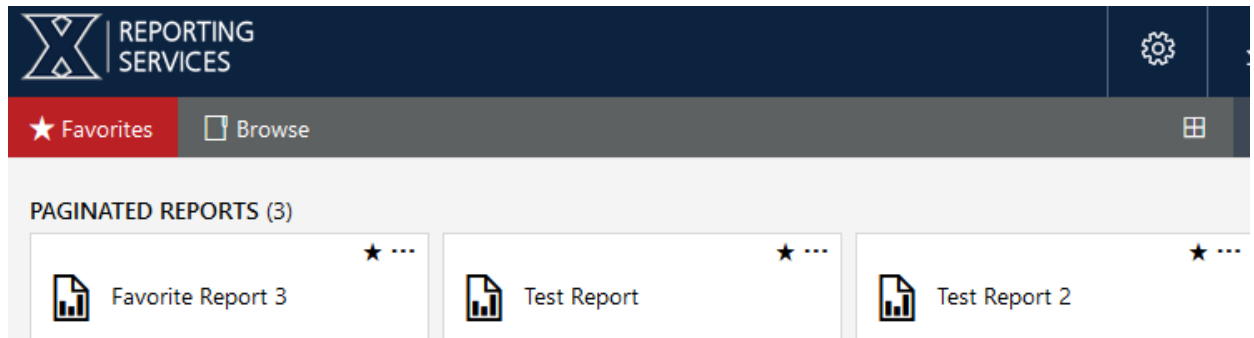 REPORTING
SERVICES
Favorites Browse
PAGINATED REPORTS (3)
Favorite Report 3 Test Report Test Report 2